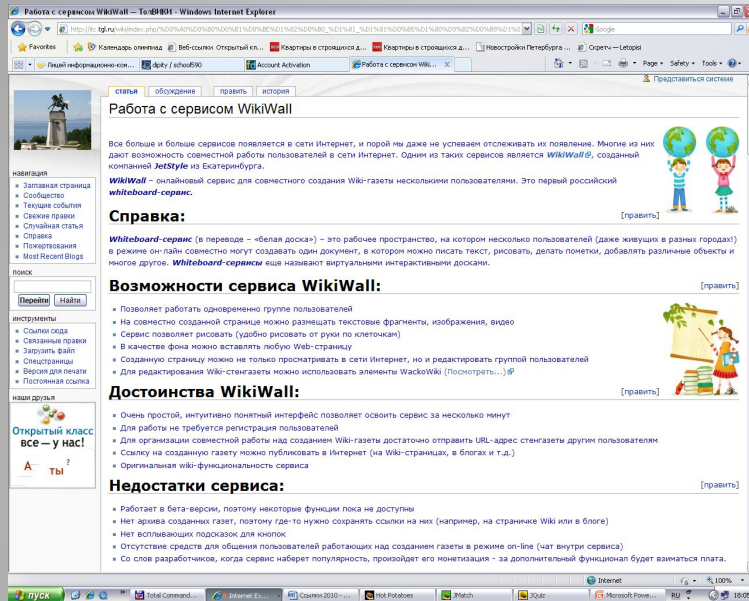 Работа с сервисом WikiWall — ТолВИКИ - Windows Internet Explorer
Google
Favorites
Календарь олимпиад
Веб-ссылки Открытый кл...
Квартиры в строящихся д...
Квартиры в строящихся д...
Новостройки Петербурга ...
Скретч — Letopisi
Лицей информационно-ком...
dipity / school590
Account Activation
Работа с сервисом Wiki...
Page
Safety
Tools
Представиться системе
статья
обсуждение
править
история
Работа с сервисом WikiWall
Все больше и больше сервисов появляется в сети Интернет, и порой мы даже не успеваем отслеживать их появление. Многие из них
дают возможность совместной работы пользователей в сети Интернет. Одним из таких сервисов является WikiWall, созданный
компанией JetStyle из Екатеринбурга.
WikiWall – онлайновый сервис для совместного создания Wiki-газеты несколькими пользователями. Это первый российский
whiteboard-сервис.
Справка: [править]
Whiteboard-сервис (в переводе – «белая доска») – это рабочее пространство, на котором несколько пользователей (даже живущих в разных городах!)
в режиме он-лайн совместно могут создавать один документ, в котором можно писать текст, рисовать, делать пометки, добавлять различные объекты и
многое другое. Whiteboard-сервисы еще называют виртуальными интерактивными досками.
Возможности сервиса WikiWall: [править]
Позволяет работать одновременно группе пользователей
На совместно созданной странице можно размещать текстовые фрагменты, изображения, видео
Сервис позволяет рисовать (удобно рисовать от руки по клеточкам)
В качестве фона можно вставлять любую Web-страницу
Созданную страницу можно не только просматривать в сети Интернет, но и редактировать группой пользователей
Для редактирования Wiki-стенгазеты можно использовать элементы WackoWiki (Посмотреть...)
Достоинства WikiWall: [править]
Очень простой, интуитивно понятный интерфейс позволяет освоить сервис за несколько минут
Для работы не требуется регистрация пользователей
Для организации совместной работы над созданием Wiki-газеты достаточно отправить URL-адрес стенгазеты другим пользователям
Ссылку на созданную газету можно публиковать в Интернет (на Wiki-страницах, в блогах и т.д.)
Оригинальная wiki-функциональность сервиса
Недостатки сервиса: [править]
Работает в бета-версии, поэтому некоторые функции пока не доступны
Нет архива созданных газет, поэтому где-то нужно сохранять ссылки на них (например, на страничке Wiki или в блоге)
Нет всплывающих подсказок для кнопок
Отсутствие средств для общения пользователей работающих над созданием газеты в режиме on-line (чат внутри сервиса)
Со слов разработчиков, когда сервис наберет популярность, произойдет его монетизация - за дополнительный функционал будет взиматься плата.
навигация
Заглавная страница
Сообщество
Текущие события
Свежие правки
Случайная статья
Справка
Пожертвования
Most Recent Blogs
поиск
Перейти
Найти
инструменты
Ссылки сюда
Связанные правки
Загрузить файл
Спецстраницы
Версия для печати
Постоянная ссылка
наши друзья
Открытый класс
все — у нас!
А ты ?
Internet
100%
пуск
Total Command...
Internet Ex...
Ссылки 2010 - ...
Hot Potatoes
JMatch
JQuiz
Microsoft Powe...
RU
18:05